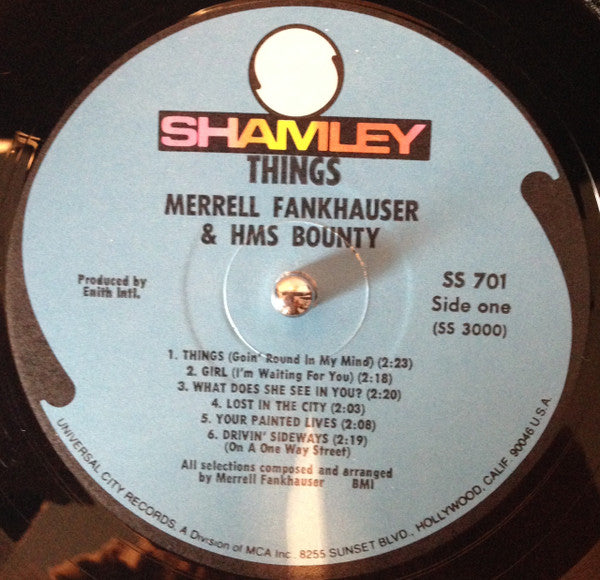 SHAMLEY
THINGS
MERRELL FANKHAUSER
& HMS BOUNTY
Produced by
Enith Intl.
SS 701
Side one
(SS 3000)
1. THINGS (Goin' Round In My Mind) (2:23)
2. GIRL (I'm Waiting For You) (2:18)
3. WHAT DOES SHE SEE IN YOU? (2:20)
4. LOST IN THE CITY (2:03)
5. YOUR PAINTED LIVES (2:08)
6. DRIVIN' SIDEWAYS (2:19)
(On A One Way Street)
All selections composed and arranged
by Merrell Fankhauser BMI
UNIVERSAL CITY RECORDS, A Division of MCA Inc., 8255 SUNSET BLVD., HOLLYWOOD, CALIF. 90046 U.S.A.